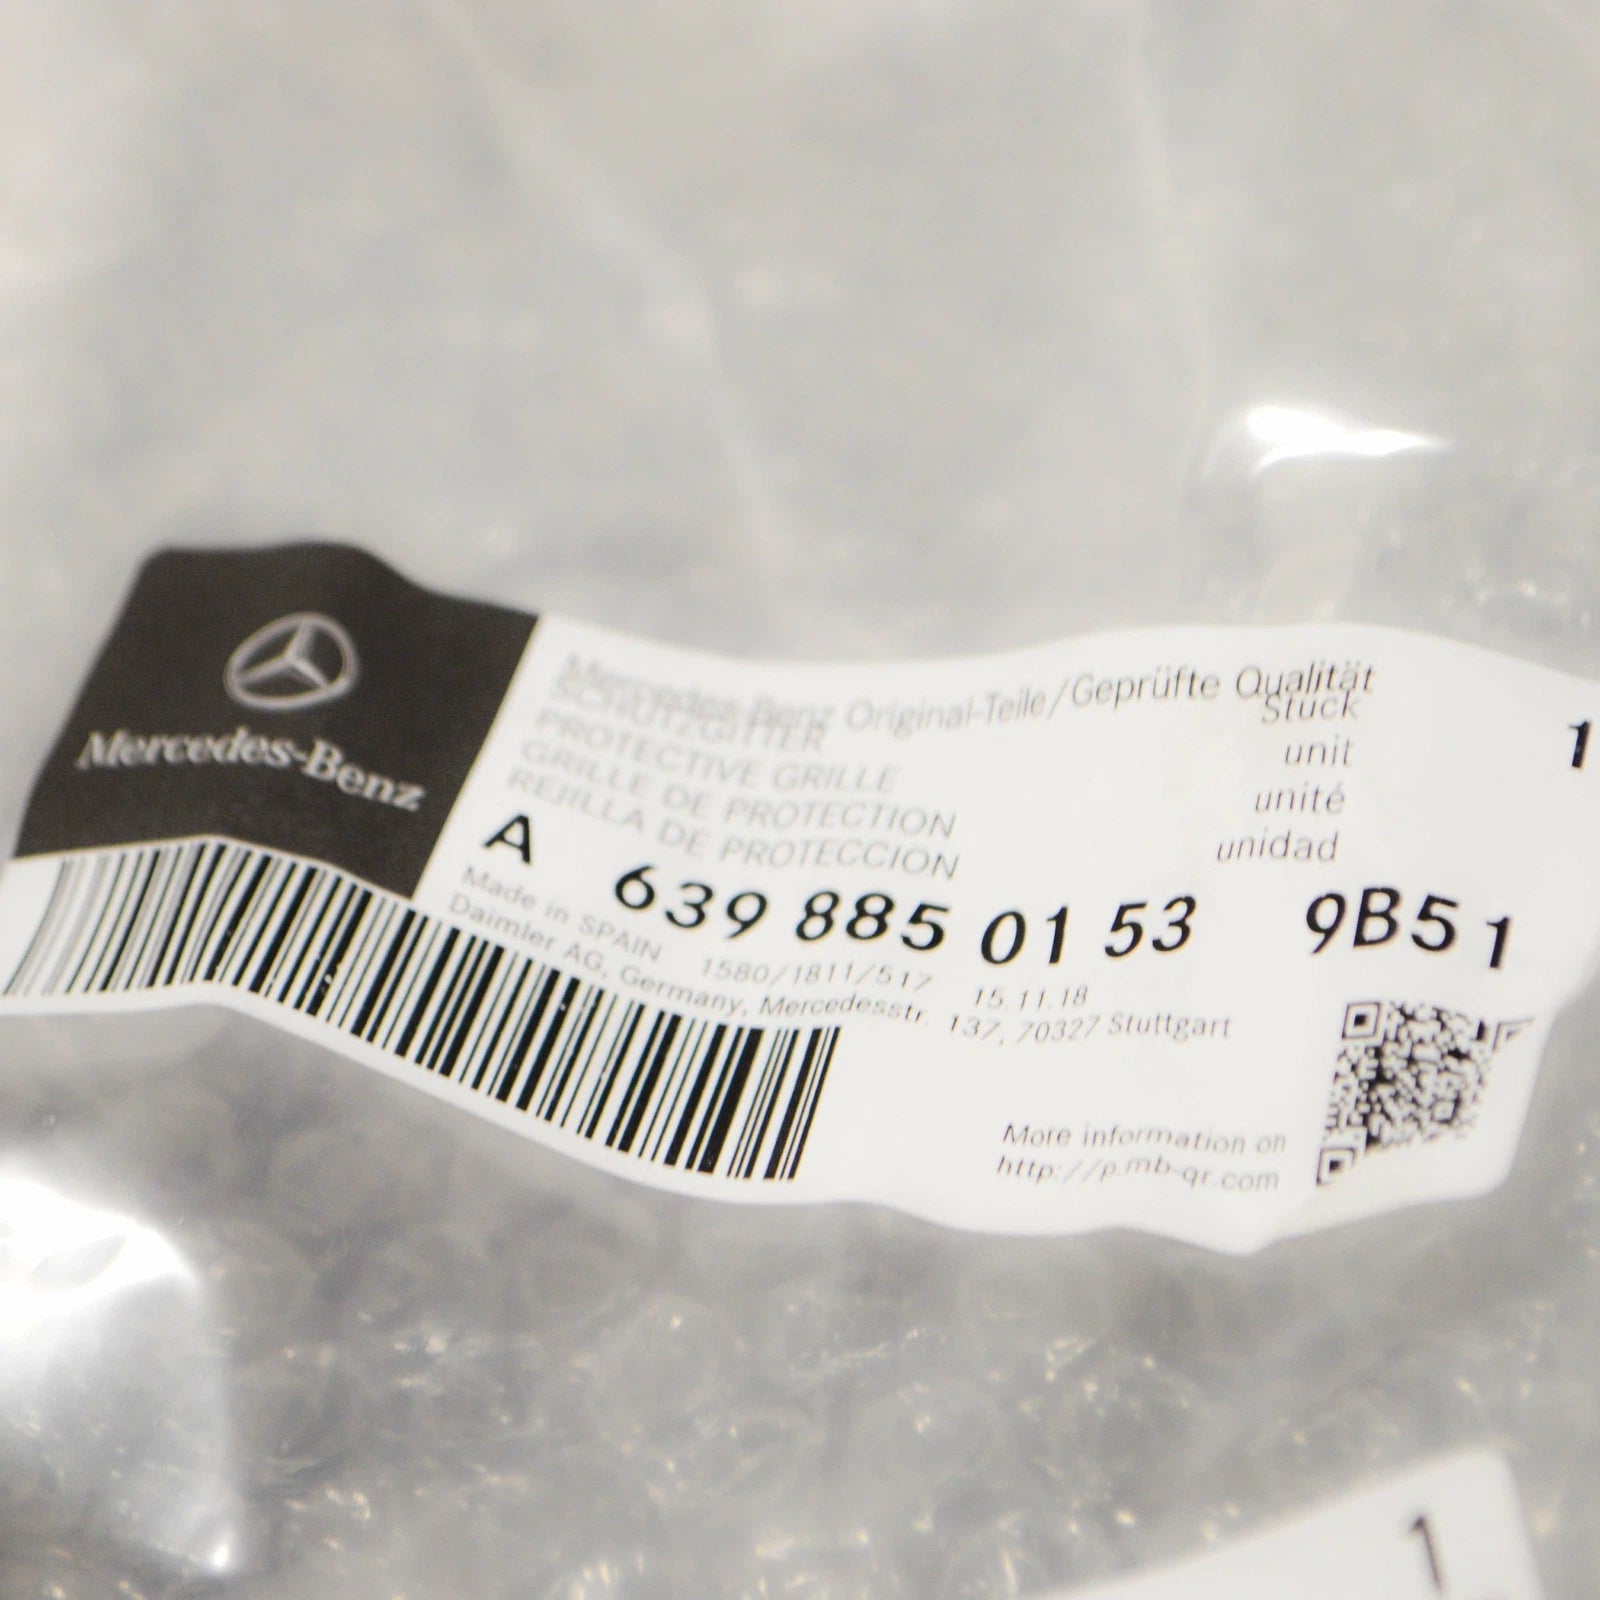 Mercedes-Benz
Mercedes-Benz Original-Teile/Geprüfte Qualität
SCHUTZGITTER
PROTECTIVE GRILLE
GRILLE DE PROTECTION
REJILLA DE PROTECCION
Stück
unit
unité
unidad
1
A 639 885 01 53 9B51
Made in SPAIN 1580/1811/517 15.11.18
Daimler AG, Germany, Mercedesstr. 137, 70327 Stuttgart
More information on
http://p.mb-qr.com
1